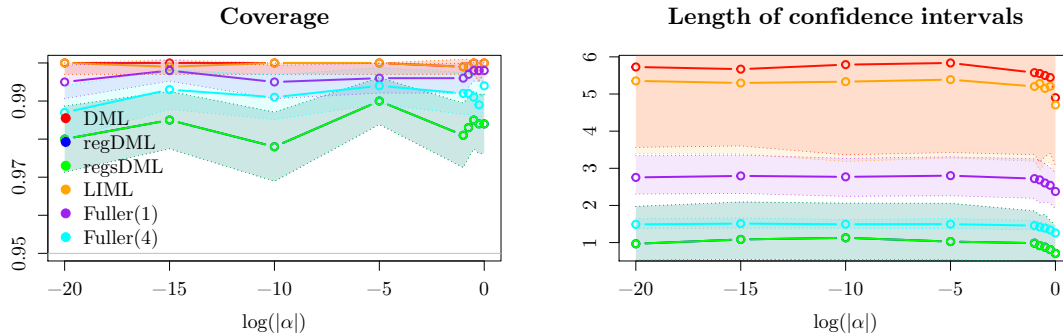 Coverage
0.99
0.97
0.95
DML
regDML
regsDML
LIML
Fuller(1)
Fuller(4)
−20
−15
−10
−5
0
log(|α|)
Length of confidence intervals
6
5
4
3
2
1
−20
−15
−10
−5
0
log(|α|)